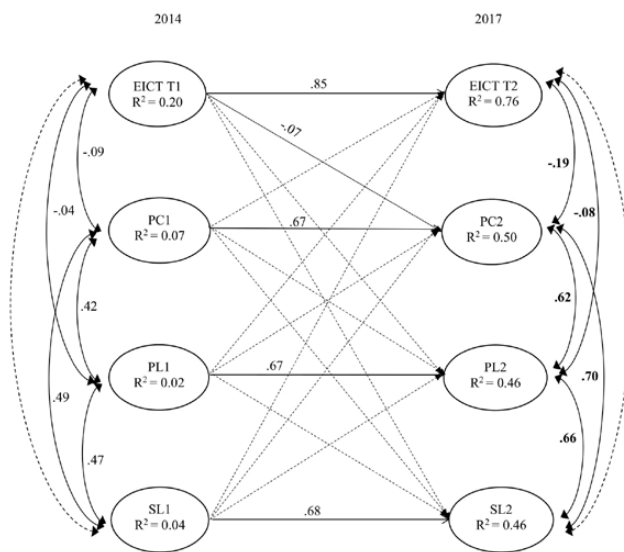 2014 2017
EICT T1
R² = 0.20
.85
EICT T2
R² = 0.76
-.07
-.09
-.19
-.04
-.08
PC1
R² = 0.07
.67
PC2
R² = 0.50
.42
.62
PL1
R² = 0.02
.67
PL2
R² = 0.46
.49
.70
.47
.66
SL1
R² = 0.04
.68
SL2
R² = 0.46